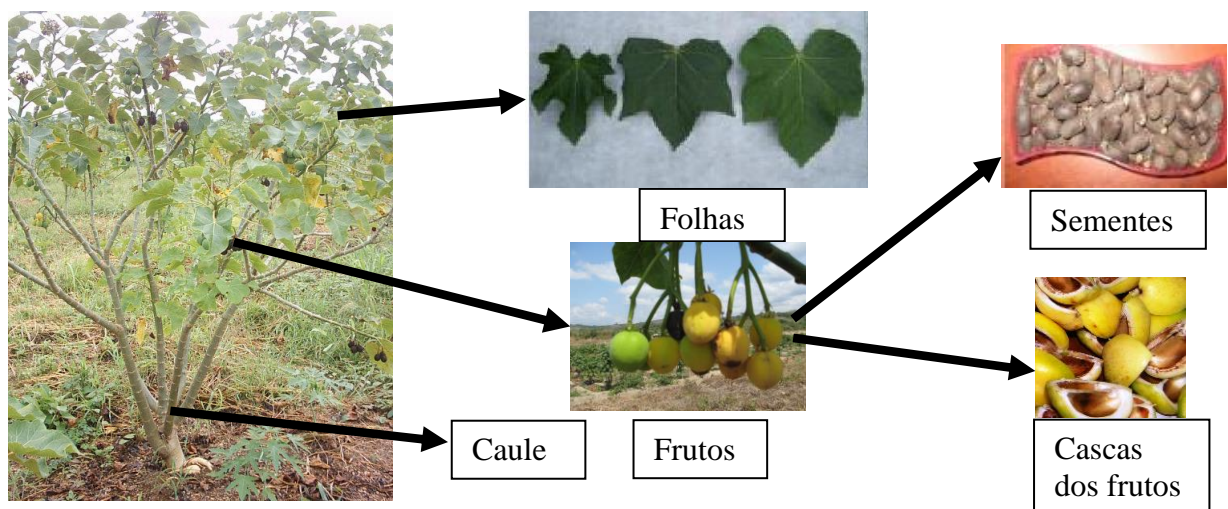 Folhas
Sementes
Caule
Frutos
Cascas
dos frutos